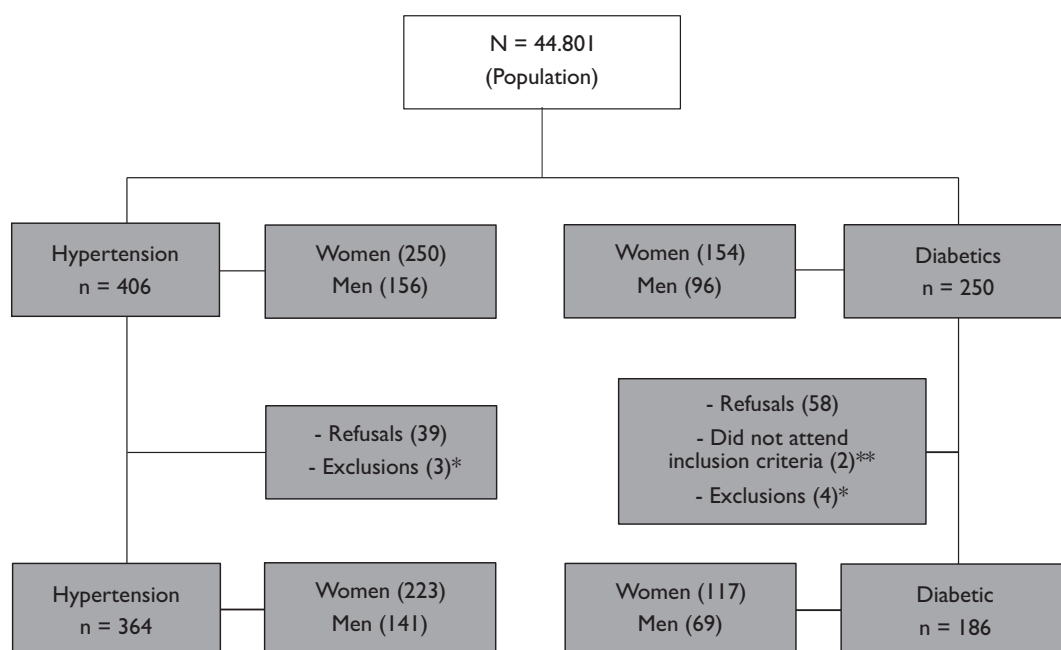 N = 44.801
(Population)
Hypertension
n = 406
Women (250)
Men (156)
Women (154)
Men (96)
Diabetics
n = 250
- Refusals (39)
- Exclusions (3)*
- Refusals (58)
- Did not attend
inclusion criteria (2)**
- Exclusions (4)*
Hypertension
n = 364
Women (223)
Men (141)
Women (117)
Men (69)
Diabetic
n = 186